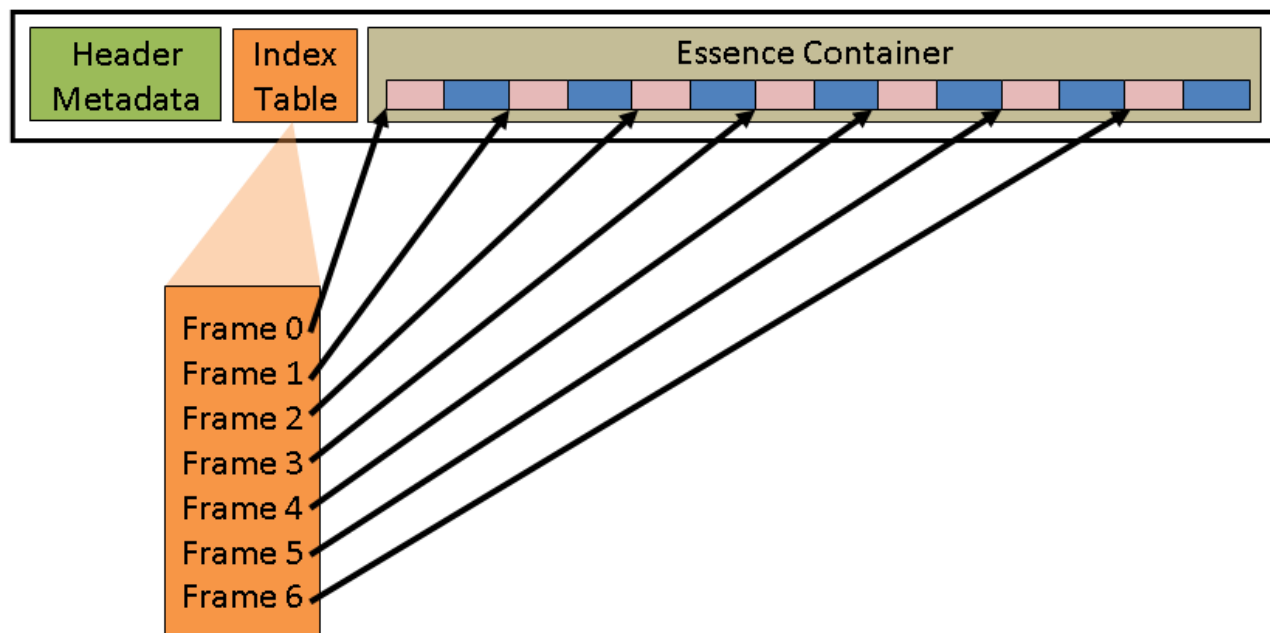 Header
Metadata
Index
Table
Essence Container
Frame 0
Frame 1
Frame 2
Frame 3
Frame 4
Frame 5
Frame 6